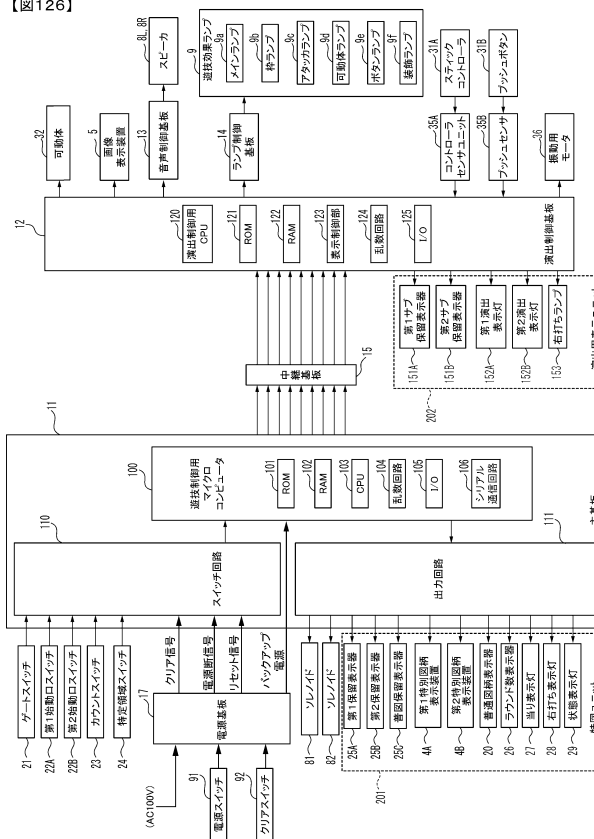 【図126】
32
可動体
5
画像
表示装置
8L,8R
スピーカ
13
音声制御基板
9
遊技効果ランプ
9a
メインランプ
9b
枠ランプ
9c
アタッカランプ
9d
可動体ランプ
9e
ボタンランプ
9f
装飾ランプ
14
ランプ制御
基板
31A
スティック
コントローラ
31B
プッシュボタン
35A
コントローラ
センサユニット
35B
プッシュセンサ
36
振動用
モータ
12
120
演出制御用
CPU
121
ROM
122
RAM
123
表示制御部
124
乱数回路
125
I/O
演出制御基板
151A
第1サブ
保留表示器
151B
第2サブ
保留表示器
152A
第1演出
表示灯
152B
第2演出
表示灯
153
右打ちランプ
202
中継基板
15
11
100
遊技制御用
マイクロ
コンピュータ
101
ROM
102
RAM
103
CPU
104
乱数回路
105
I/O
106
シリアル
通信回路
110
スイッチ回路
111
出力回路
ゲートスイッチ
21
第1始動口スイッチ
22A
第2始動口スイッチ
22B
カウントスイッチ
23
特定領域スイッチ
24
クリア信号
電源断信号
リセット信号
バックアップ
電源
17
電源基板
(AC100V)
91
電源スイッチ
92
クリアスイッチ
ソレノイド
81
ソレノイド
82
第1保留表示器
25A
第2保留表示器
25B
普図保留表示器
25C
第1特別図柄
表示装置
4A
第2特別図柄
表示装置
4B
普通図柄表示器
20
ラウンド数表示器
26
当り表示灯
27
右打ち表示灯
28
状態表示灯
29
201